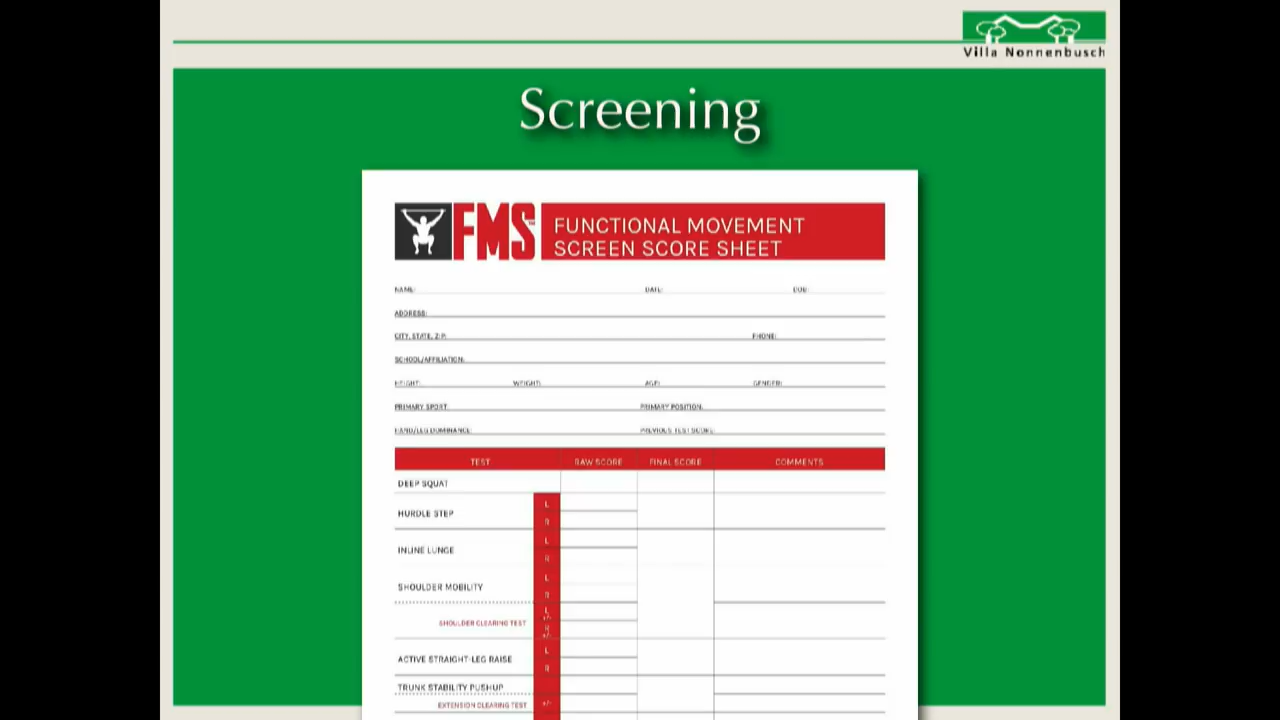 Villa Nonnenbusch
Screening
FMS FUNCTIONAL MOVEMENT
SCREEN SCORE SHEET
NAME: DATE: DOB:
ADDRESS:
CITY, STATE, ZIP: PHONE:
SCHOOL/AFFILIATION:
HEIGHT: WEIGHT: AGE: GENDER:
PRIMARY SPORT: PRIMARY POSITION:
HAND/LEG DOMINANCE: PREVIOUS TEST SCORE:
TEST RAW SCORE FINAL SCORE COMMENTS
DEEP SQUAT
L
HURDLE STEP
R
L
INLINE LUNGE
R
L
SHOULDER MOBILITY
R
L
+/-
SHOULDER CLEARING TEST
R
+/-
L
ACTIVE STRAIGHT-LEG RAISE
R
TRUNK STABILITY PUSHUP
EXTENSION CLEARING TEST +/-